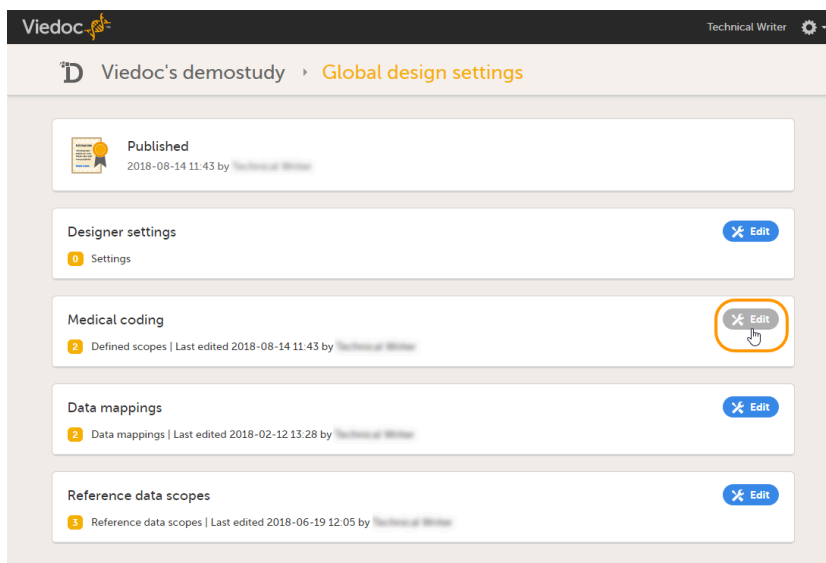 Viedoc
Technical Writer
Viedoc's demostudy Global design settings
Published
2018-08-14 11:43 by
Designer settings
Edit
0 Settings
Medical coding
Edit
2 Defined scopes | Last edited 2018-08-14 11:43 by
Data mappings
Edit
2 Data mappings | Last edited 2018-02-12 13:28 by
Reference data scopes
Edit
3 Reference data scopes | Last edited 2018-06-19 12:05 by